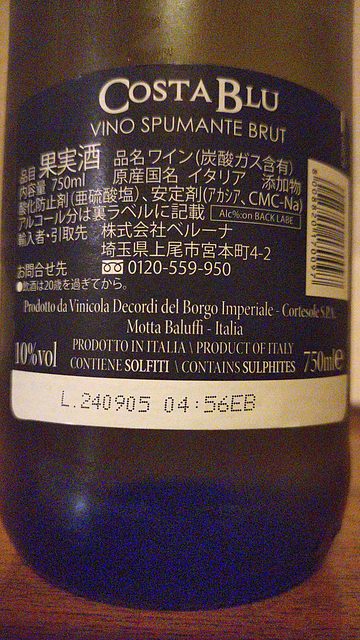 COSTA BLU
VINO SPUMANTE BRUT
品目 果実酒 品名 ワイン(炭酸ガス含有)
内容量 750ml 原産国名 イタリア 添加物
酸化防止剤(亜硫酸塩)、安定剤(アカシア、CMC-Na)
アルコール分は裏ラベルに記載 Alc%:on BACK LABE
輸入者・引取先 株式会社ベルーナ
埼玉県上尾市宮本町4-2
お問合せ先 0120-559-950
●飲酒は20歳を過ぎてから。
Prodotto da Vinicola Decordi del Borgo Imperiale - Cortesole S.P.A.
Motta Baluffi - Italia
10%vol PRODOTTO IN ITALIA \ PRODUCT OF ITALY
CONTIENE SOLFITI \ CONTAINS SULPHITES 750ml e
L.240905 04:56EB